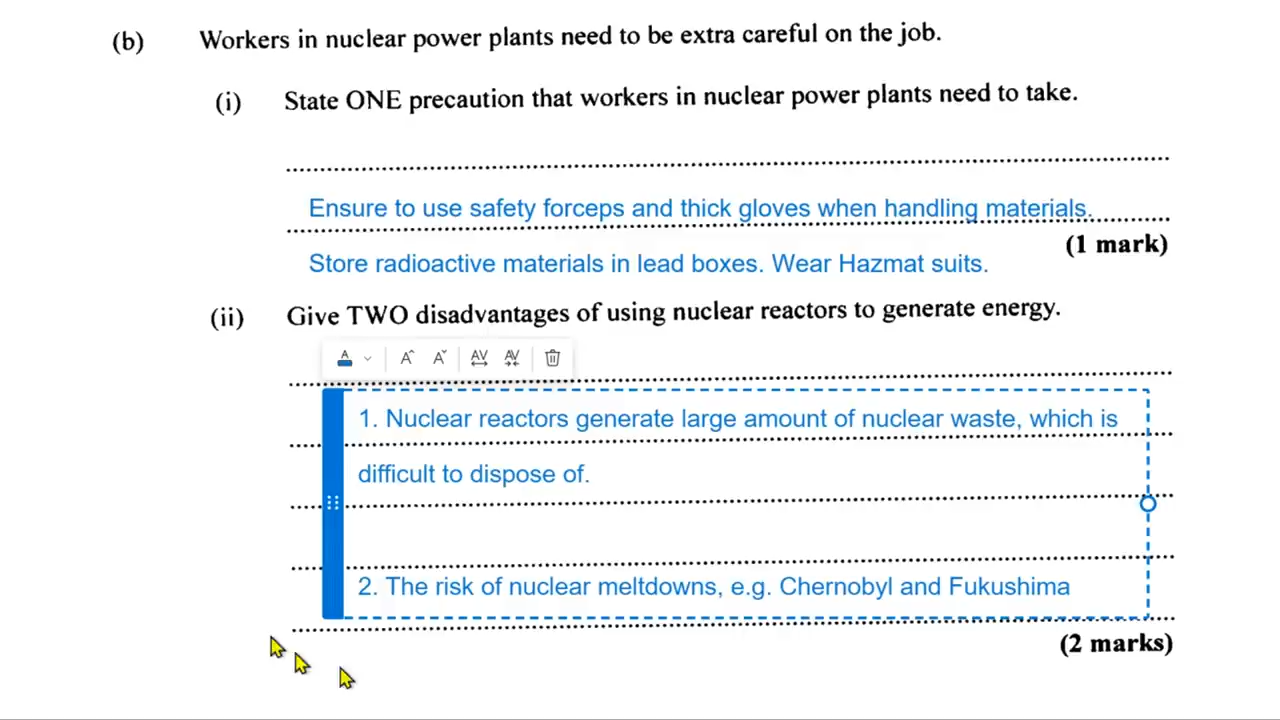 (b) Workers in nuclear power plants need to be extra careful on the job.
(i) State ONE precaution that workers in nuclear power plants need to take.
Ensure to use safety forceps and thick gloves when handling materials.
(1 mark)
Store radioactive materials in lead boxes. Wear Hazmat suits.
(ii) Give TWO disadvantages of using nuclear reactors to generate energy.
A A^ Aˇ AV AV
1. Nuclear reactors generate large amount of nuclear waste, which is
difficult to dispose of.
2. The risk of nuclear meltdowns, e.g. Chernobyl and Fukushima
(2 marks)